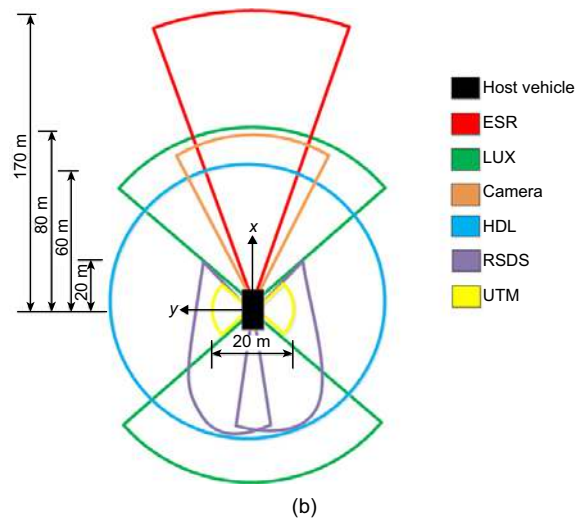 170 m
80 m
60 m
20 m
x
y
20 m
Host vehicle
ESR
LUX
Camera
HDL
RSDS
UTM
(b)